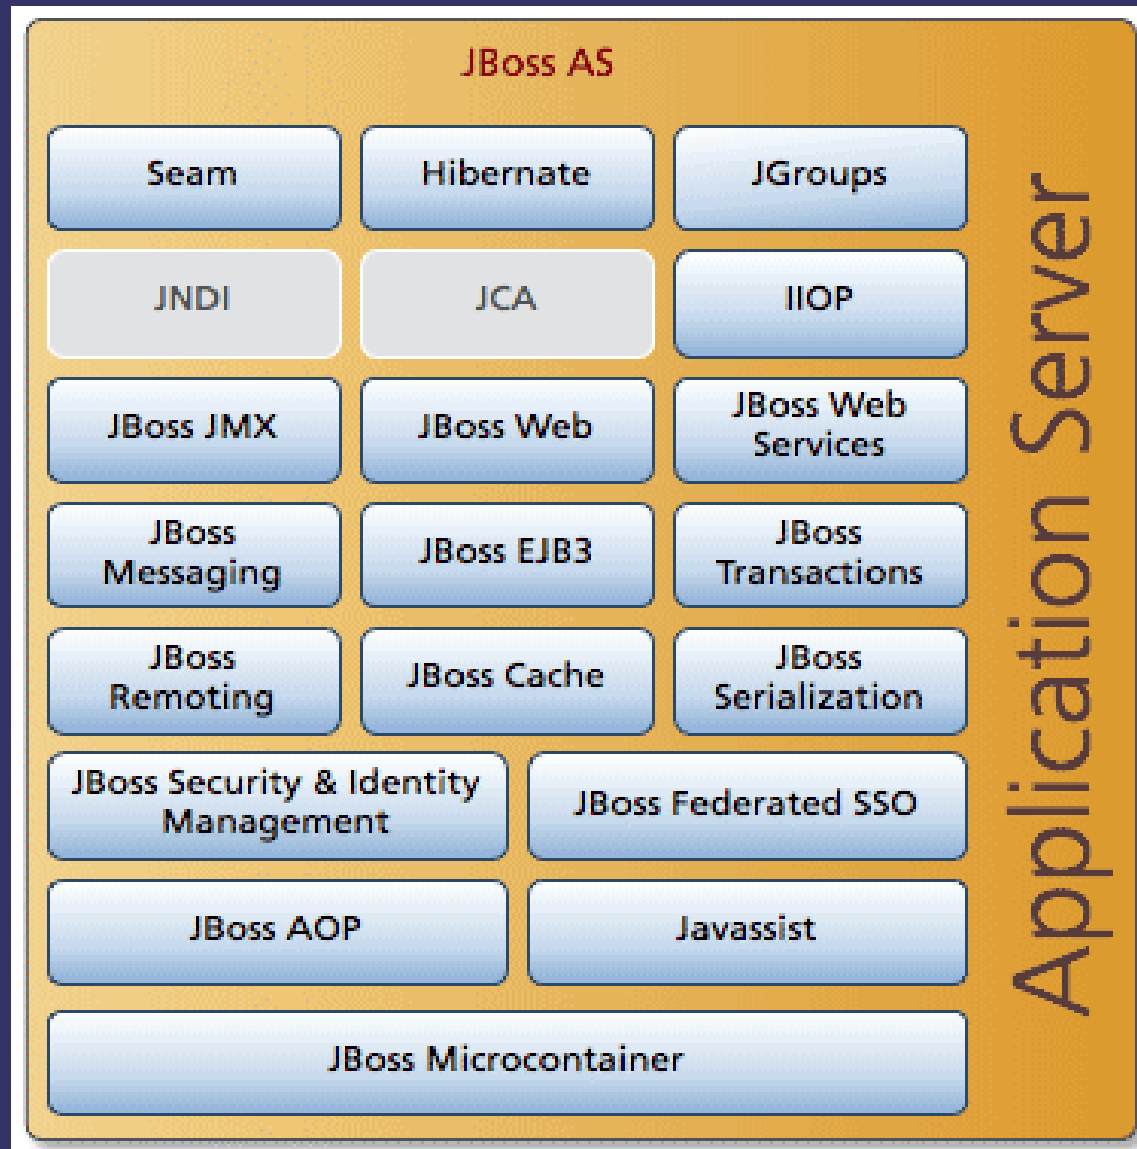 JBoss AS
Seam
Hibernate
JGroups
JNDI
JCA
IIOP
JBoss JMX
JBoss Web
JBoss Web
Services
JBoss
Messaging
JBoss EJB3
JBoss
Transactions
JBoss
Remoting
JBoss Cache
JBoss
Serialization
JBoss Security & Identity
Management
JBoss Federated SSO
JBoss AOP
Javassist
JBoss Microcontainer
Application Server